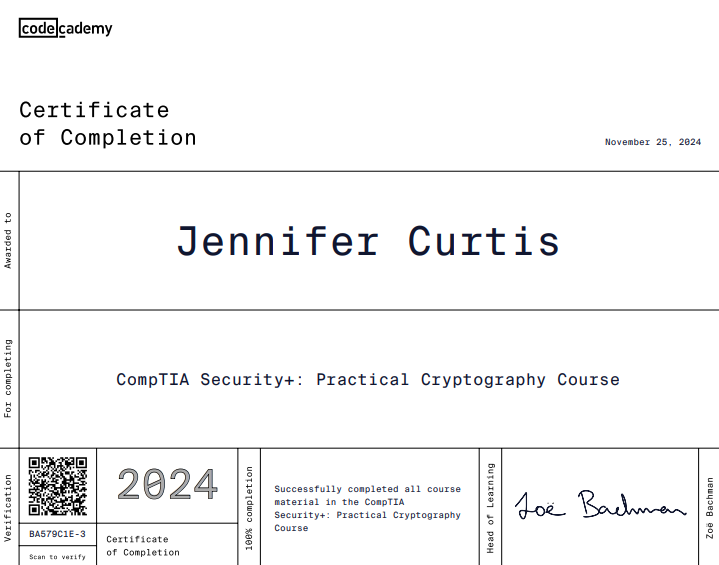 codecademy
Certificate
of Completion
November 25, 2024
Awarded to
Jennifer Curtis
For completing
CompTIA Security+: Practical Cryptography Course
Verification
BA579C1E-3
Scan to verify
2024
Certificate
of Completion
100% completion
Successfully completed all course
material in the CompTIA
Security+: Practical Cryptography
Course
Head of Learning
Zoë Bachman
Zoë Bachman